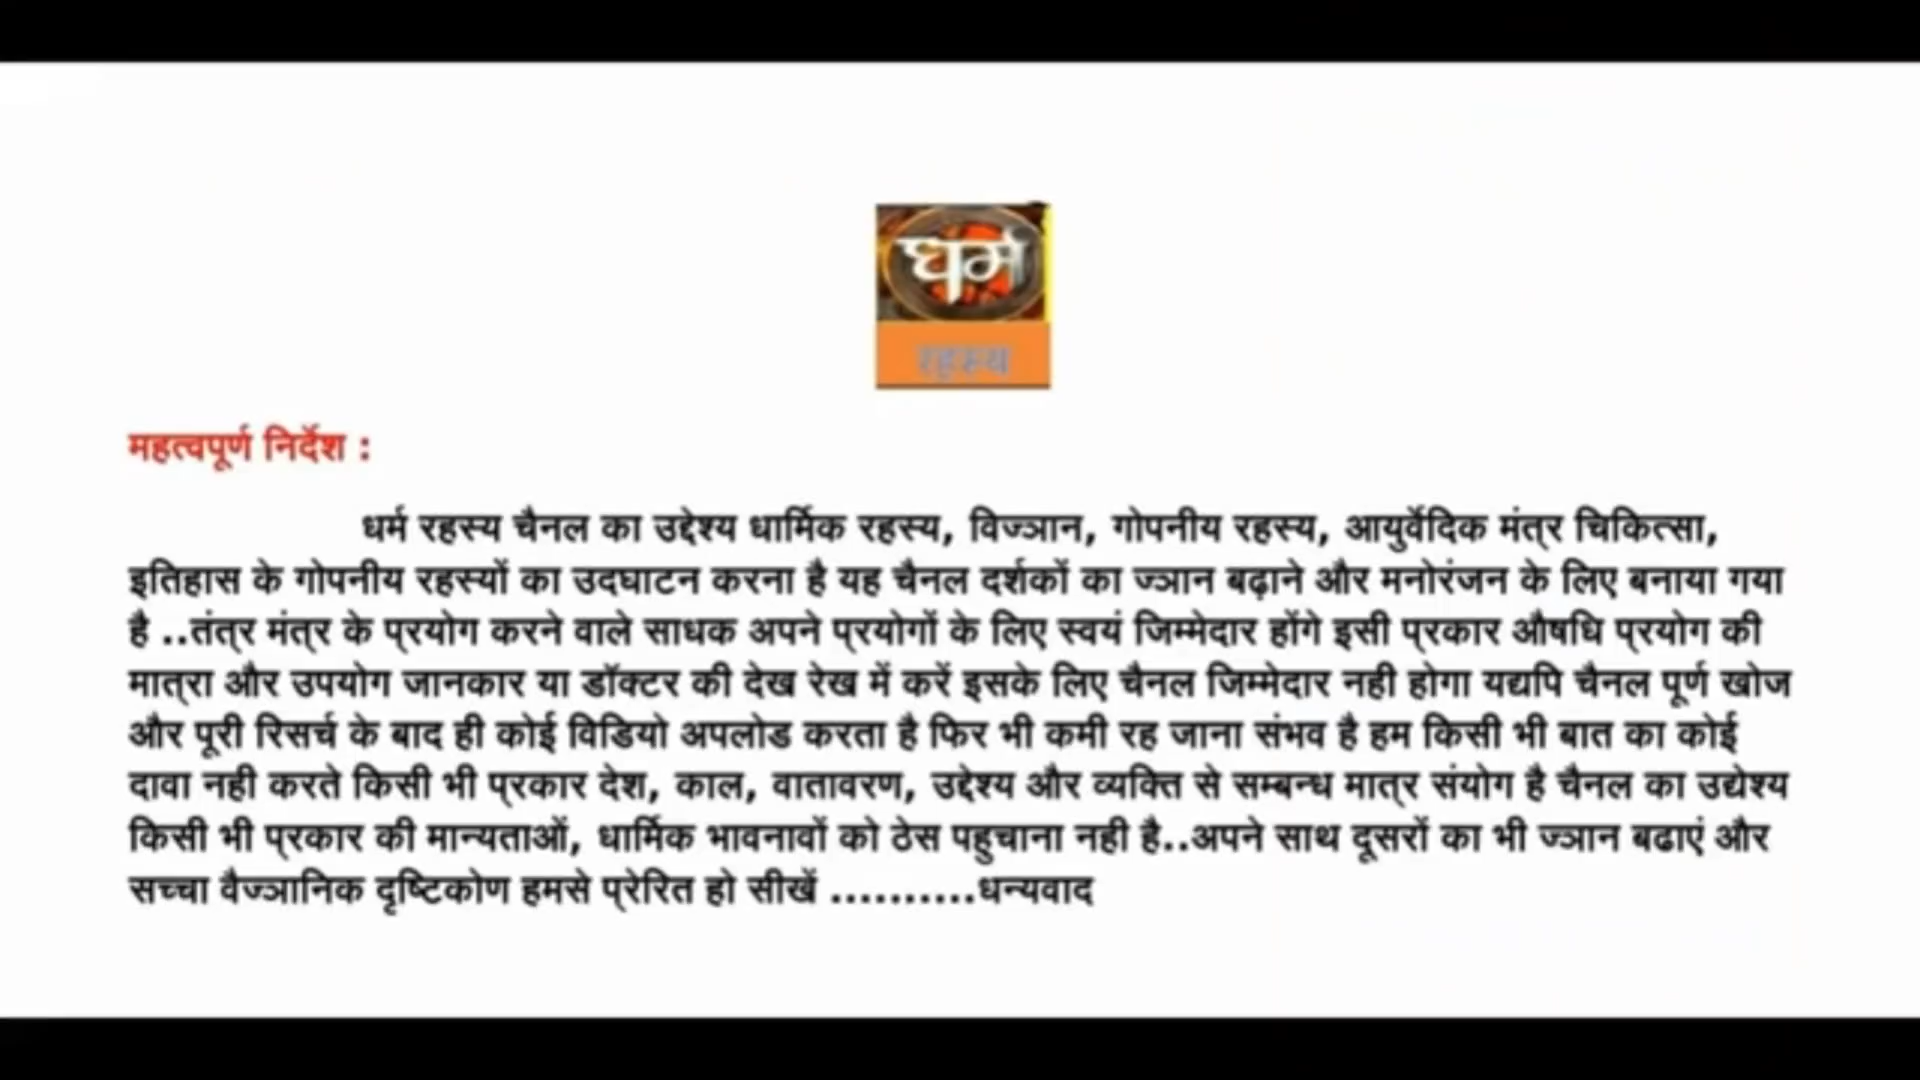 धर्म
रहस्य
महत्वपूर्ण निर्देश :
धर्म रहस्य चैनल का उद्देश्य धार्मिक रहस्य, विज्ञान, गोपनीय रहस्य, आयुर्वेदिक मंत्र चिकित्सा,
इतिहास के गोपनीय रहस्यों का उदघाटन करना है यह चैनल दर्शकों का ज्ञान बढ़ाने और मनोरंजन के लिए बनाया गया
है ..तंत्र मंत्र के प्रयोग करने वाले साधक अपने प्रयोगों के लिए स्वयं जिम्मेदार होंगे इसी प्रकार औषधि प्रयोग की
मात्रा और उपयोग जानकार या डॉक्टर की देख रेख में करें इसके लिए चैनल जिम्मेदार नही होगा यद्यपि चैनल पूर्ण खोज
और पूरी रिसर्च के बाद ही कोई विडियो अपलोड करता है फिर भी कमी रह जाना संभव है हम किसी भी बात का कोई
दावा नही करते किसी भी प्रकार देश, काल, वातावरण, उद्देश्य और व्यक्ति से सम्बन्ध मात्र संयोग है चैनल का उद्येश्य
किसी भी प्रकार की मान्यताओं, धार्मिक भावनावों को ठेस पहुचाना नही है..अपने साथ दूसरों का भी ज्ञान बढाएं और
सच्चा वैज्ञानिक दृष्टिकोण हमसे प्रेरित हो सीखें ..........धन्यवाद